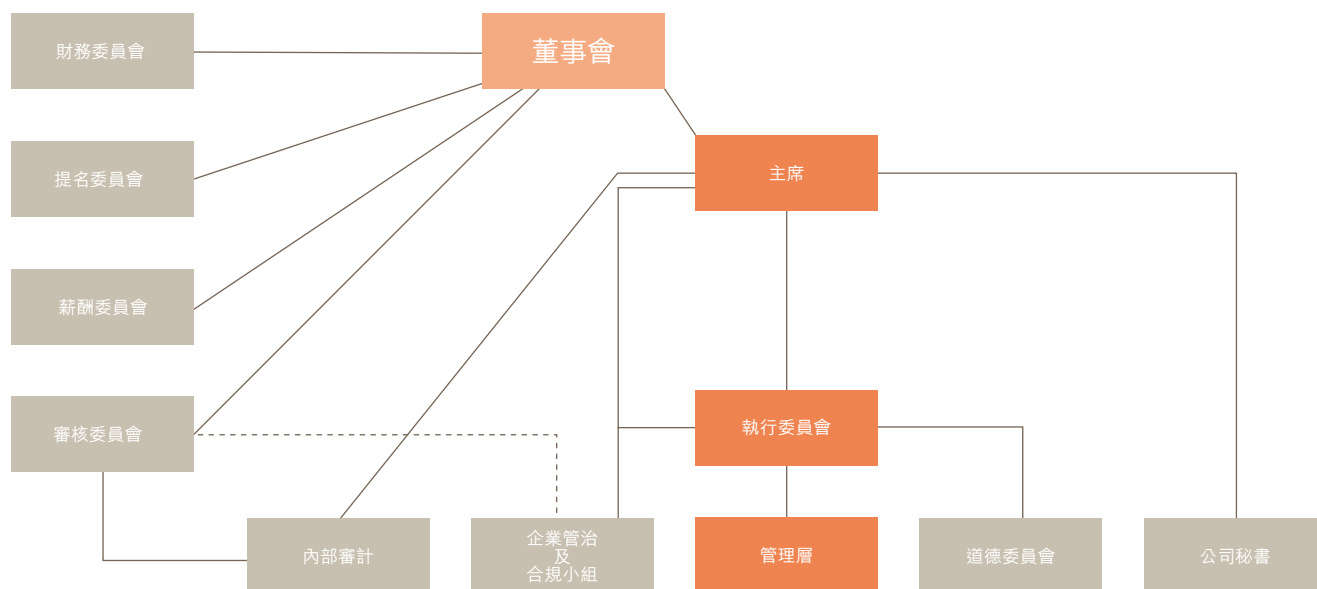 財務委員會
董事會
提名委員會
主席
薪酬委員會
審核委員會
執行委員會
內部審計
企業管治
及
合規小組
管理層
道德委員會
公司秘書